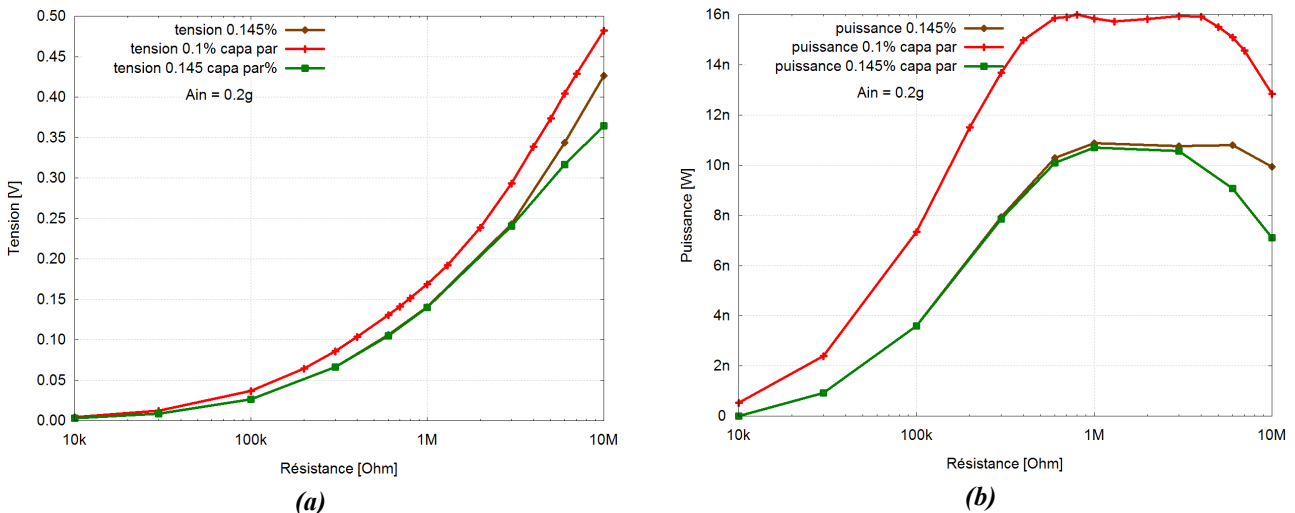 0.50
0.45
0.40
0.35
0.30
0.25
0.20
0.15
0.10
0.05
0.00
Tension [V]
tension 0.145%
tension 0.1% capa par
tension 0.145 capa par%
Ain = 0.2g
10k
100k
1M
10M
Résistance [Ohm]
(a)
16n
14n
12n
10n
8n
6n
4n
2n
0
Puissance [W]
puissance 0.145%
puissance 0.1% capa par
puissance 0.145% capa par
Ain = 0.2g
10k
100k
1M
10M
Résistance [Ohm]
(b)